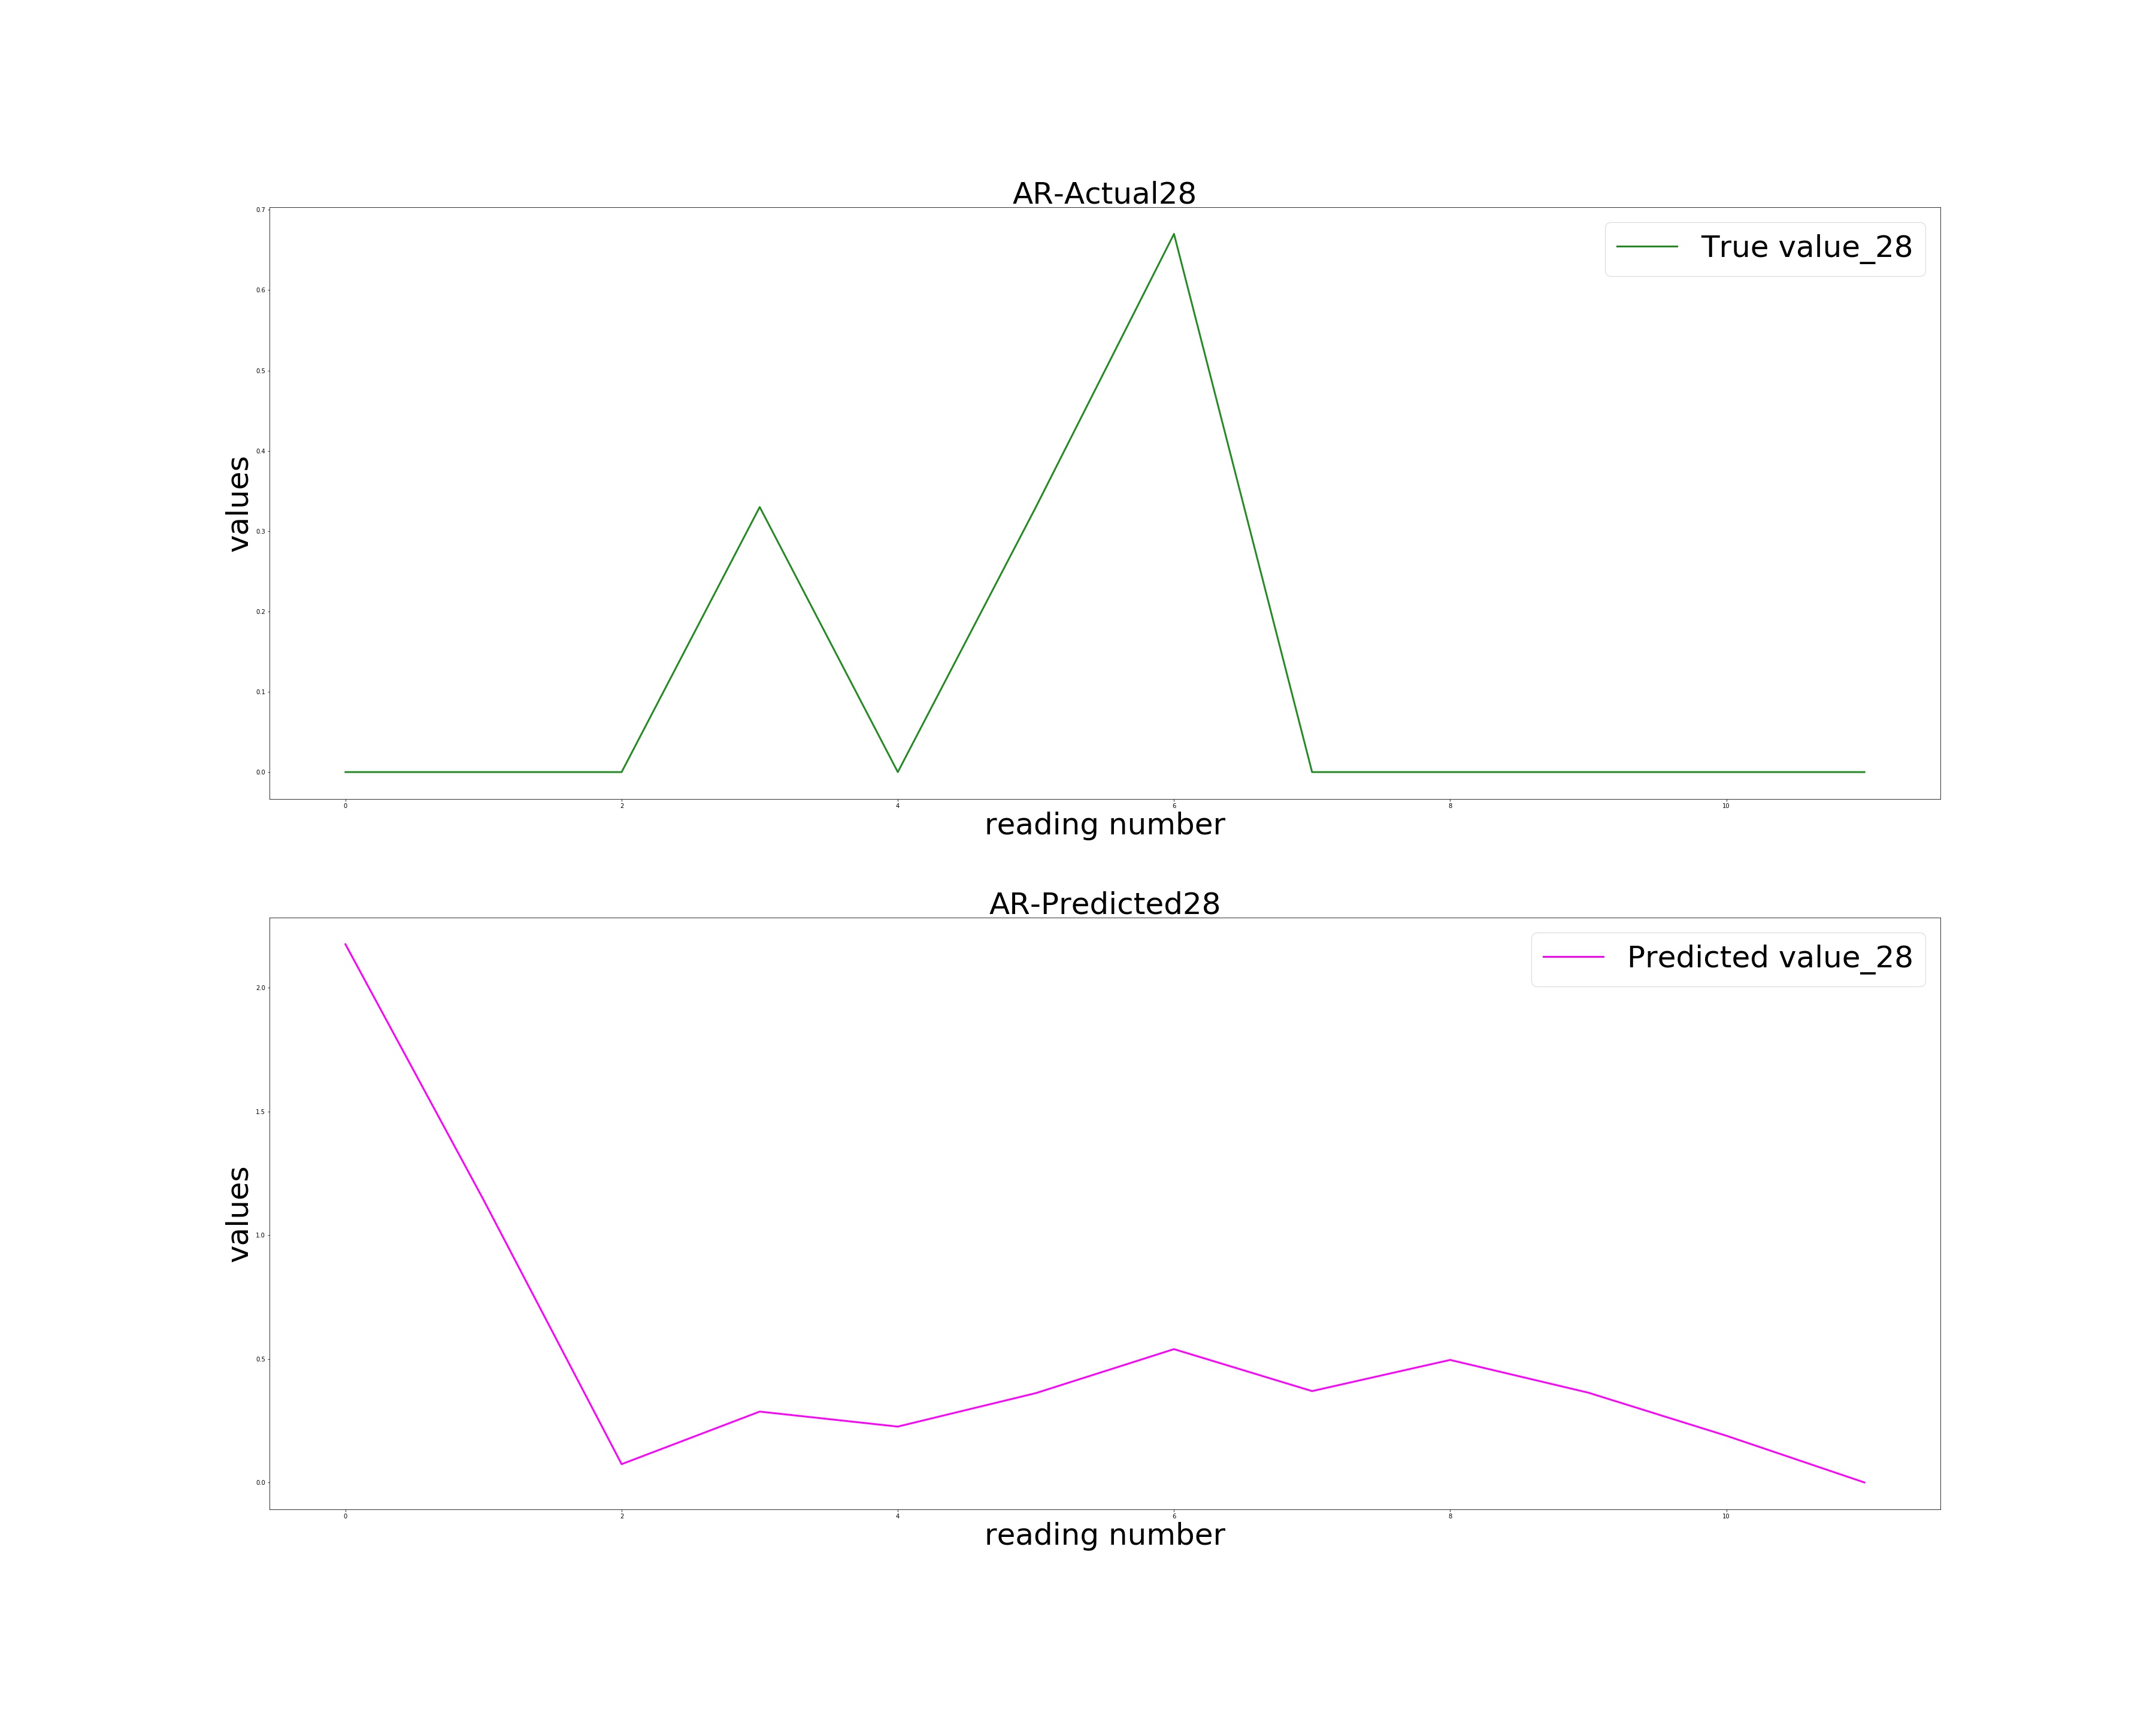 AR-Actual28
True value_28
0.7
0.6
0.5
0.4
0.3
0.2
0.1
0.0
values
0 2 4 6 8 10
reading number
AR-Predicted28
Predicted value_28
2.0
1.5
1.0
0.5
0.0
values
0 2 4 6 8 10
reading number